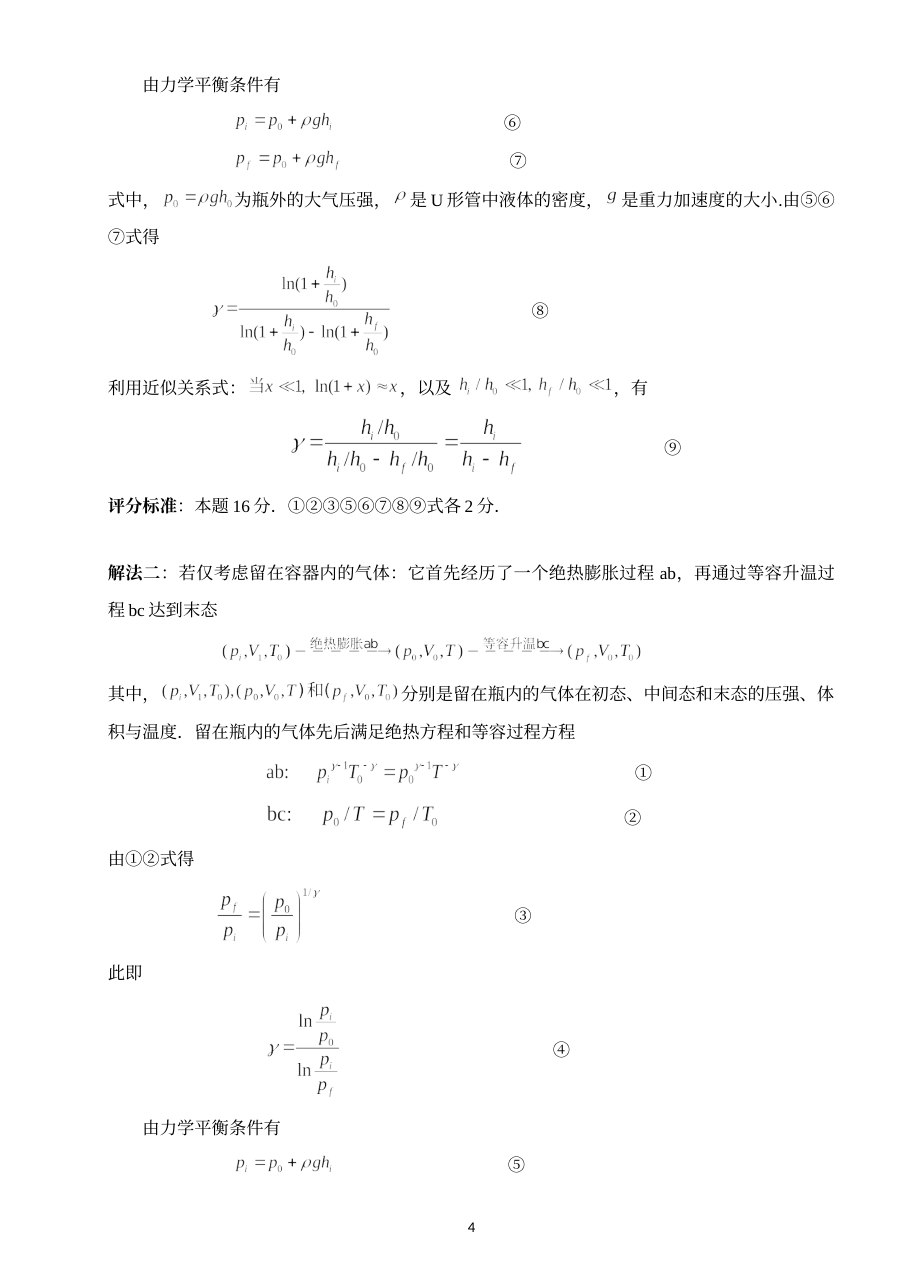 由力学平衡条件有
p_i = p_0 + ρgh_i ⑥
p_f = p_0 + ρgh_f ⑦
式中， p_0 = ρgh_0 为瓶外的大气压强， ρ 是 U 形管中液体的密度， g 是重力加速度的大小.由⑤⑥
⑦式得
γ = ln(1 + h_i/h_0) / (ln(1 + h_i/h_0) − ln(1 + h_f/h_0)) ⑧
利用近似关系式：当 x ≪ 1, ln(1 + x) ≈ x， 以及 h_i / h_0 ≪ 1, h_f / h_0 ≪ 1， 有
γ = (h_i/h_0) / (h_i/h_0 − h_f/h_0) = h_i / (h_i − h_f) ⑨
评分标准：本题 16 分．①②③⑤⑥⑦⑧⑨式各 2 分．
解法二：若仅考虑留在容器内的气体：它首先经历了一个绝热膨胀过程 ab，再通过等容升温过
程 bc 达到末态
(p_i, V_1, T_0) −绝热膨胀ab→ (p_0, V_0, T) −等容升温bc→ (p_f, V_0, T_0)
其中， (p_i, V_1, T_0), (p_0, V_0, T) 和 (p_f, V_0, T_0) 分别是留在瓶内的气体在初态、中间态和末态的压强、体
积与温度．留在瓶内的气体先后满足绝热方程和等容过程方程
ab: p_i^{γ−1} T_0^{−γ} = p_0^{γ−1} T^{−γ} ①
bc: p_0 / T = p_f / T_0 ②
由①②式得
p_f / p_i = (p_0 / p_i)^{1/γ} ③
此即
γ = ln(p_i/p_0) / ln(p_i/p_f) ④
由力学平衡条件有
p_i = p_0 + ρgh_i ⑤
4